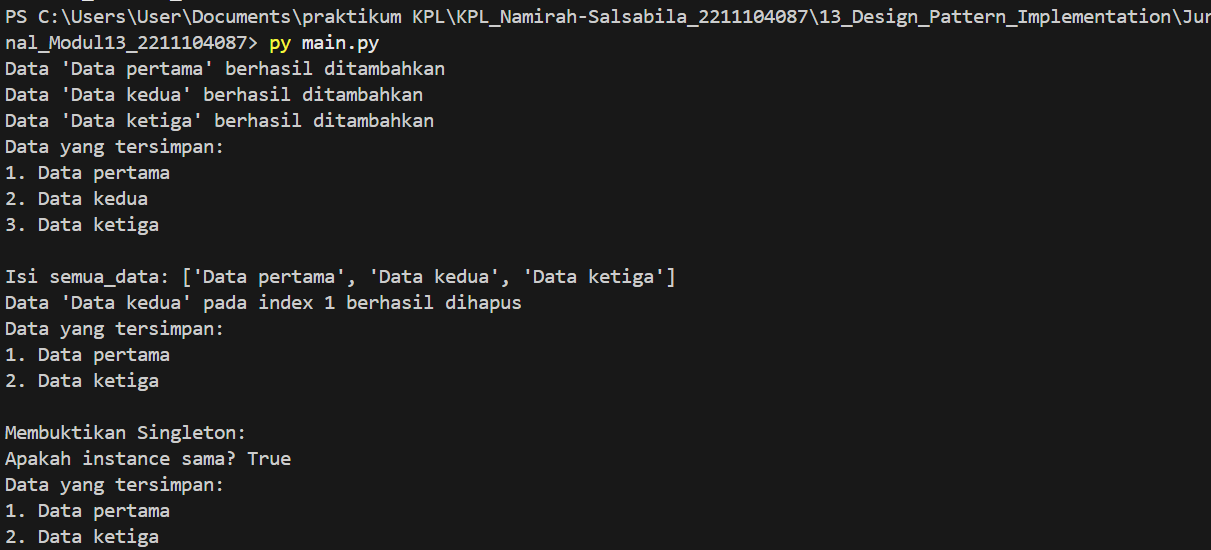 PS C:\Users\User\Documents\praktikum KPL\KPL_Namirah-Salsabila_2211104087\13_Design_Pattern_Implementation\Jur
nal_Modul13_2211104087> py main.py
Data 'Data pertama' berhasil ditambahkan
Data 'Data kedua' berhasil ditambahkan
Data 'Data ketiga' berhasil ditambahkan
Data yang tersimpan:
1. Data pertama
2. Data kedua
3. Data ketiga

Isi semua_data: ['Data pertama', 'Data kedua', 'Data ketiga']
Data 'Data kedua' pada index 1 berhasil dihapus
Data yang tersimpan:
1. Data pertama
2. Data ketiga

Membuktikan Singleton:
Apakah instance sama? True
Data yang tersimpan:
1. Data pertama
2. Data ketiga